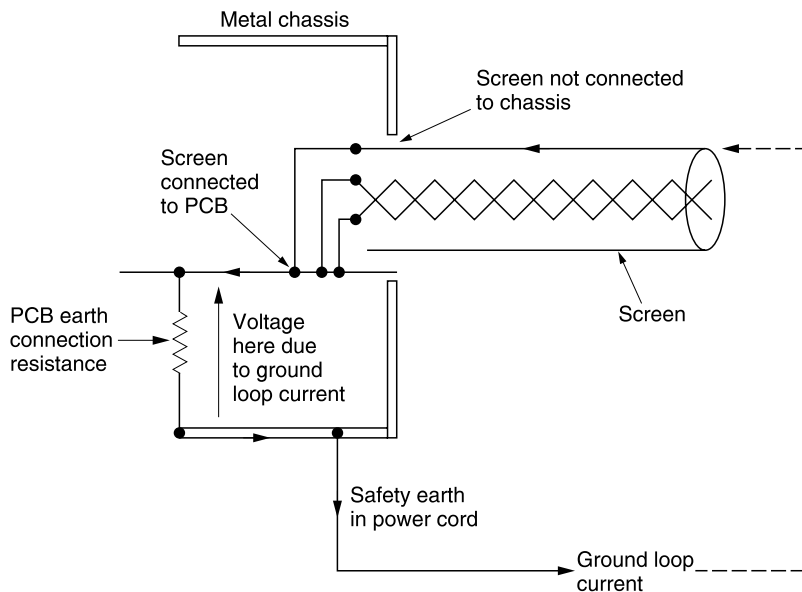 Metal chassis
Screen not connected
to chassis
Screen
connected
to PCB
Screen
PCB earth
connection
resistance
Voltage
here due
to ground
loop current
Safety earth
in power cord
Ground loop
current